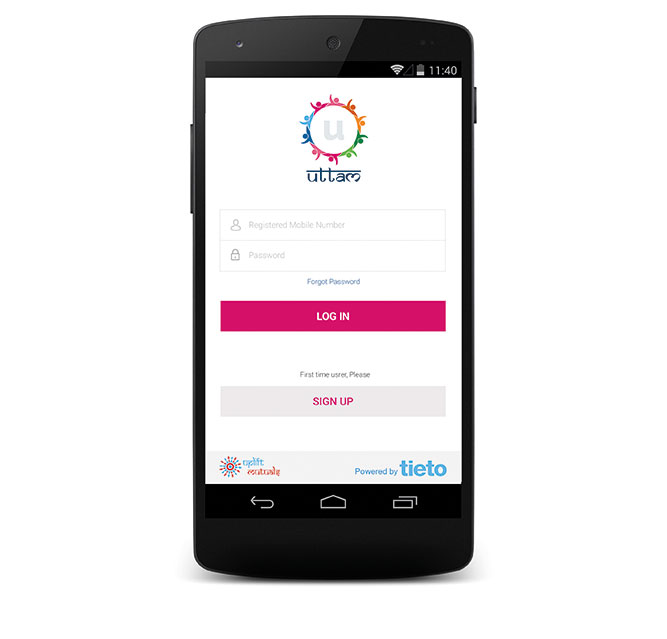 11:40
u
uttam
Registered Mobile Number
Password
Forgot Password
LOG IN
First time usrer, Please
SIGN UP
uplift
mutuals
Powered by tieto